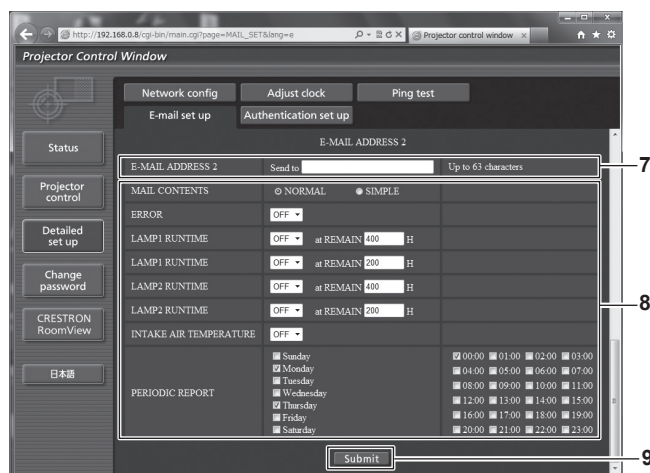 http://192.168.0.8/cgi-bin/main.cgi?page=MAIL_SET&lang=e
Projector control window
Projector Control Window
Network config Adjust clock Ping test
E-mail set up Authentication set up
Status
Projector control
Detailed set up
Change password
CRESTRON RoomView
日本語
E-MAIL ADDRESS 2
E-MAIL ADDRESS 2 Send to Up to 63 characters
7
MAIL CONTENTS NORMAL SIMPLE
ERROR OFF
LAMP1 RUNTIME OFF at REMAIN 400 H
LAMP1 RUNTIME OFF at REMAIN 200 H
LAMP2 RUNTIME OFF at REMAIN 400 H
8
LAMP2 RUNTIME OFF at REMAIN 200 H
INTAKE AIR TEMPERATURE OFF
PERIODIC REPORT
Sunday
Monday
Tuesday
Wednesday
Thursday
Friday
Saturday
00:00 01:00 02:00 03:00
04:00 05:00 06:00 07:00
08:00 09:00 10:00 11:00
12:00 13:00 14:00 15:00
16:00 17:00 18:00 19:00
20:00 21:00 22:00 23:00
Submit
9